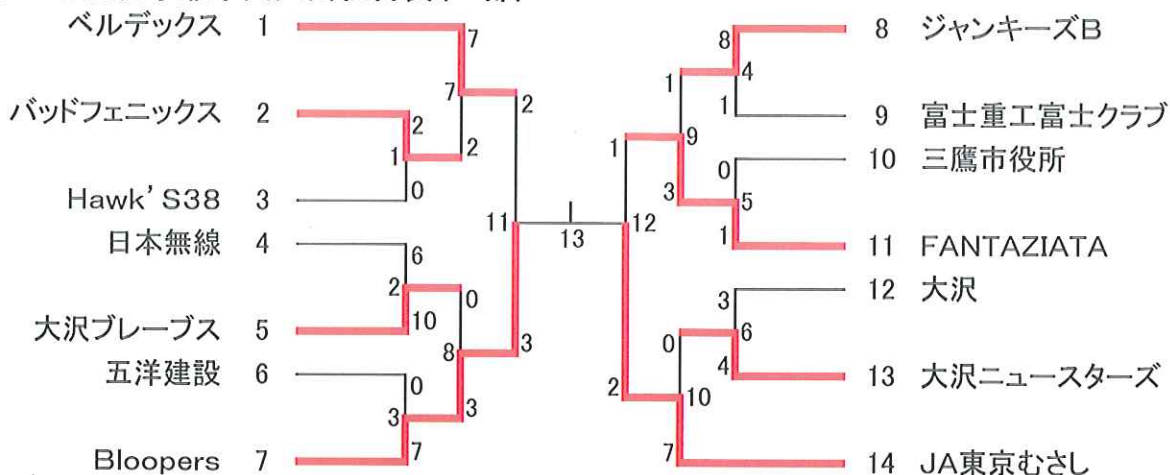 ベルデックス 1
バッドフェニックス 2
Hawk'S38 3
日本無線 4
大沢ブレーブス 5
五洋建設 6
Bloopers 7
7
7
2
2
1
0
2
6
2
10
0
8
0
3
7
3
11
3
13
8 ジャンキーズB
9 富士重工富士クラブ
10 三鷹市役所
11 FANTAZIATA
12 大沢
13 大沢ニュースターズ
14 JA東京むさし
8
1
4
1
1
9
0
3
5
1
12
3
0
6
4
2
10
7